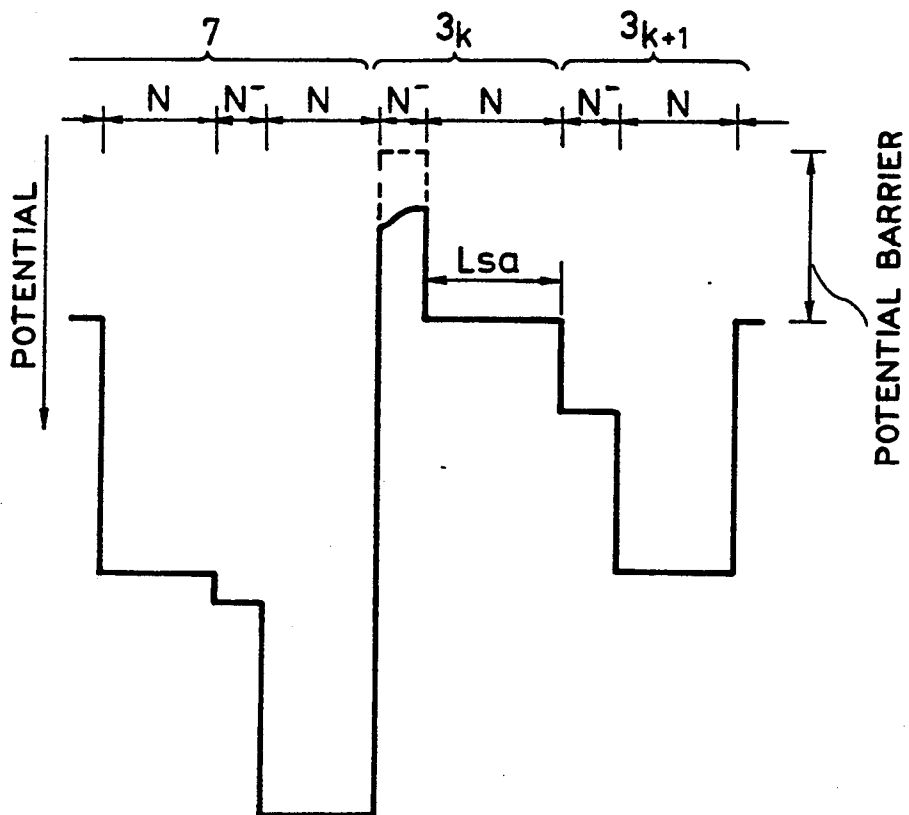 7 3k 3k+1
N N⁻ N N⁻ N N⁻ N
POTENTIAL
Lsa
POTENTIAL BARRIER